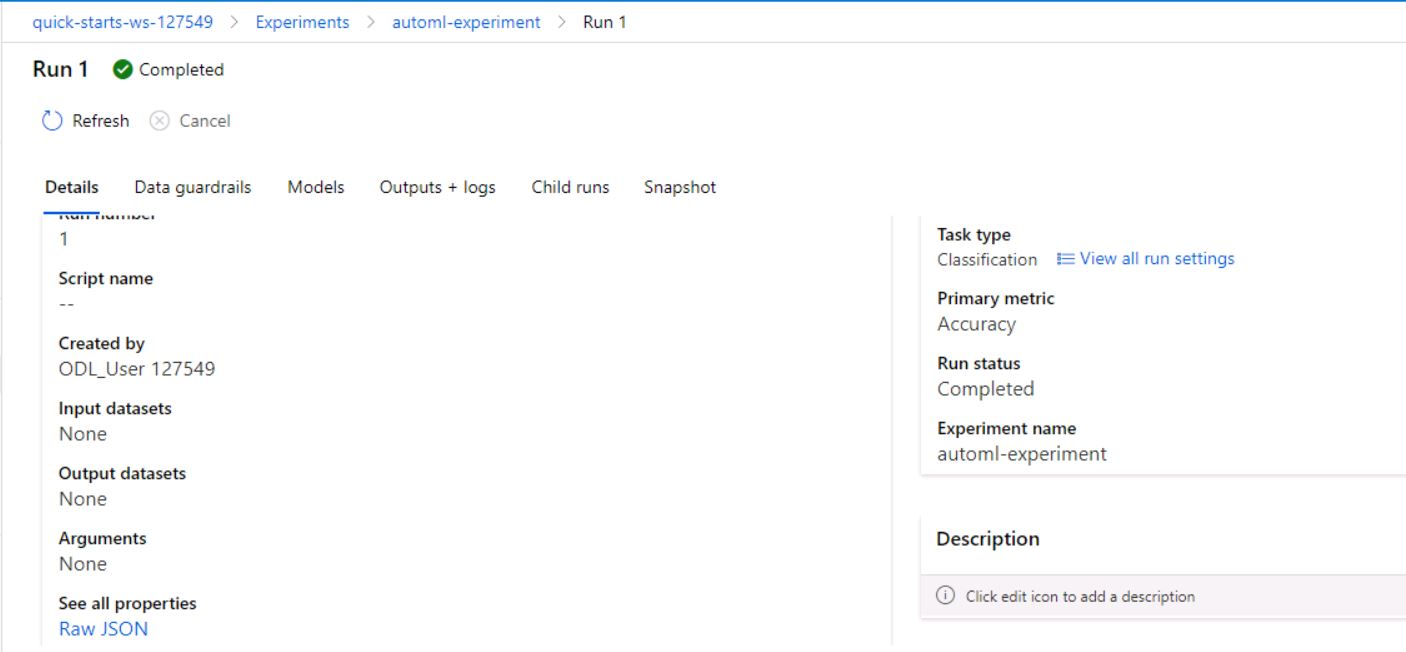 quick-starts-ws-127549 > Experiments > automl-experiment > Run 1
Run 1 Completed
Refresh Cancel
Details Data guardrails Models Outputs + logs Child runs Snapshot
Run number
1
Script name
--
Created by
ODL_User 127549
Input datasets
None
Output datasets
None
Arguments
None
See all properties
Raw JSON
Task type
Classification View all run settings
Primary metric
Accuracy
Run status
Completed
Experiment name
automl-experiment
Description
Click edit icon to add a description